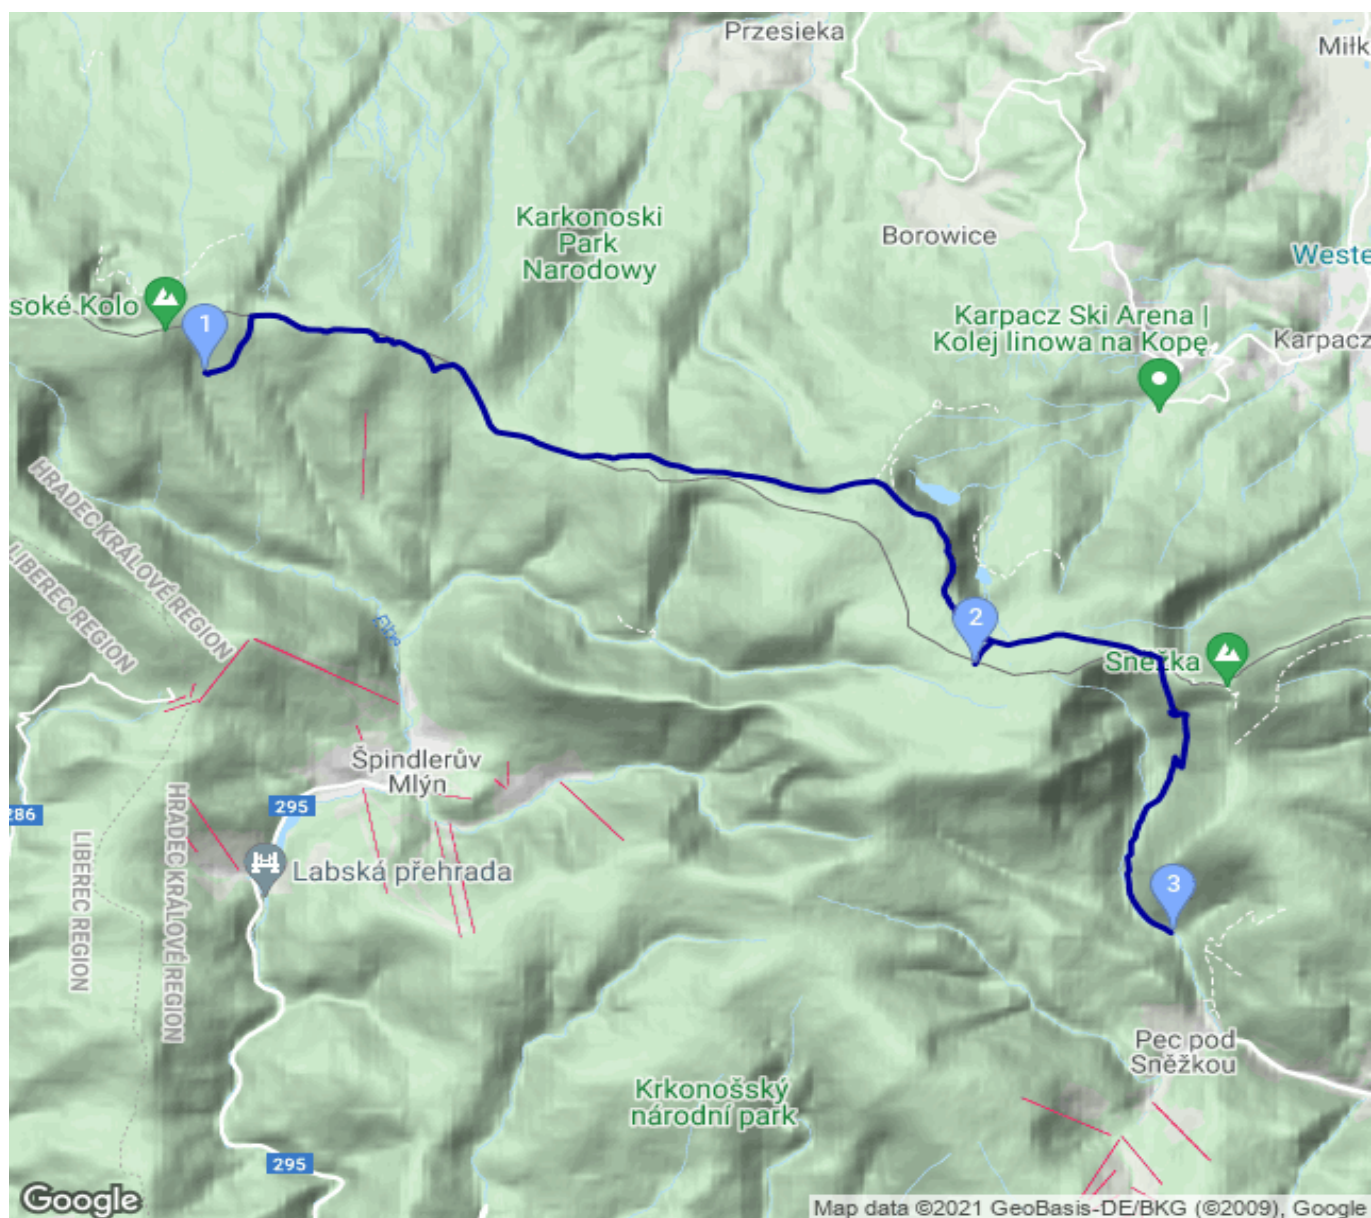 Przesieka
Miłk
Karkonoski
Park
Narodowy
Borowice
Weste
soké Kolo
1
Karpacz Ski Arena |
Kolej linowa na Kopę
Karpacz
HRADEC KRÁLOVÉ REGION
LIBEREC REGION
Elbe
2
Sněžka
Špindlerův
Mlýn
295
286
HRADEC KRÁLOVÉ REGION
LIBEREC REGION
Labská přehrada
3
Pec pod
Sněžkou
Krkonošský
národní park
295
Google
Map data ©2021 GeoBasis-DE/BKG (©2009), Google